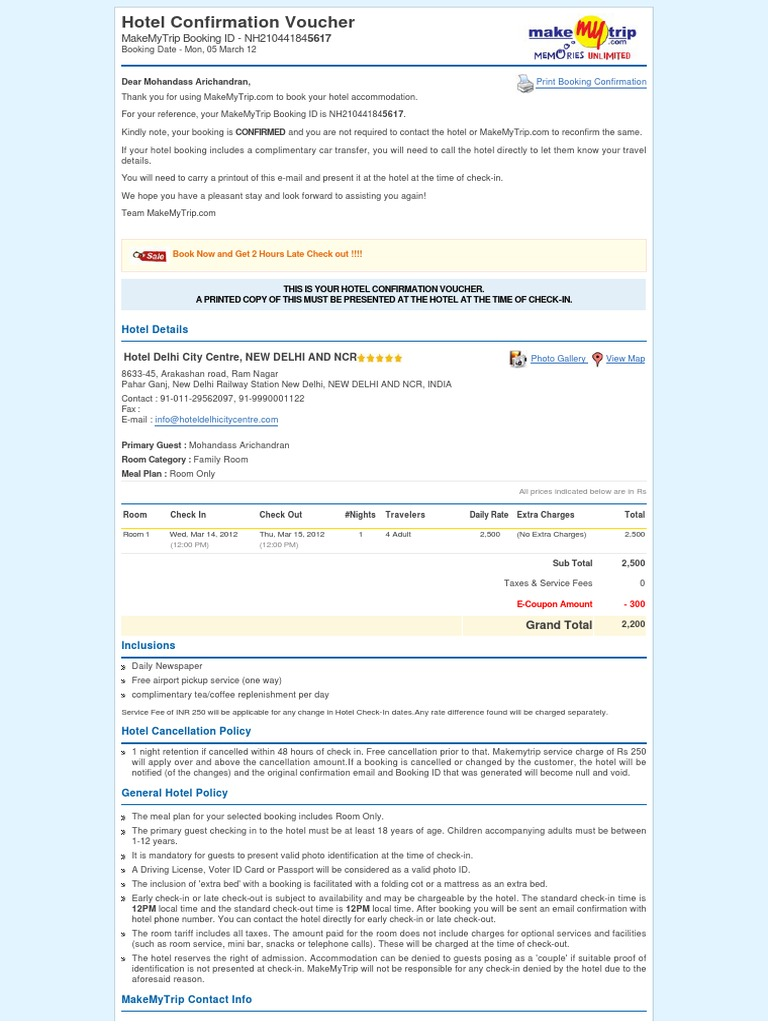 Hotel Confirmation Voucher
MakeMyTrip Booking ID - NH210441845617
Booking Date - Mon, 05 March 12
make my trip
.com
MEMORIES UNLIMITED
Dear Mohandass Arichandran,
Print Booking Confirmation
Thank you for using MakeMyTrip.com to book your hotel accommodation.
For your reference, your MakeMyTrip Booking ID is NH210441845617.
Kindly note, your booking is CONFIRMED and you are not required to contact the hotel or MakeMyTrip.com to reconfirm the same.
If your hotel booking includes a complimentary car transfer, you will need to call the hotel directly to let them know your travel
details.
You will need to carry a printout of this e-mail and present it at the hotel at the time of check-in.
We hope you have a pleasant stay and look forward to assisting you again!
Team MakeMyTrip.com
Sale Book Now and Get 2 Hours Late Check out !!!!
THIS IS YOUR HOTEL CONFIRMATION VOUCHER.
A PRINTED COPY OF THIS MUST BE PRESENTED AT THE HOTEL AT THE TIME OF CHECK-IN.
Hotel Details
Hotel Delhi City Centre, NEW DELHI AND NCR
Photo Gallery View Map
8633-45, Arakashan road, Ram Nagar
Pahar Ganj, New Delhi Railway Station New Delhi, NEW DELHI AND NCR, INDIA
Contact : 91-011-29562097, 91-9990001122
Fax :
E-mail : info@hoteldelhicitycentre.com
Primary Guest : Mohandass Arichandran
Room Category : Family Room
Meal Plan : Room Only
All prices indicated below are in Rs
Room Check In Check Out #Nights Travelers Daily Rate Extra Charges Total
Room 1 Wed, Mar 14, 2012 Thu, Mar 15, 2012 1 4 Adult 2,500 (No Extra Charges) 2,500
(12:00 PM) (12:00 PM)
Sub Total 2,500
Taxes & Service Fees 0
E-Coupon Amount - 300
Grand Total 2,200
Inclusions
Daily Newspaper
Free airport pickup service (one way)
complimentary tea/coffee replenishment per day
Service Fee of INR 250 will be applicable for any change in Hotel Check-In dates.Any rate difference found will be charged separately.
Hotel Cancellation Policy
1 night retention if cancelled within 48 hours of check in. Free cancellation prior to that. Makemytrip service charge of Rs 250
will apply over and above the cancellation amount.If a booking is cancelled or changed by the customer, the hotel will be
notified (of the changes) and the original confirmation email and Booking ID that was generated will become null and void.
General Hotel Policy
The meal plan for your selected booking includes Room Only.
The primary guest checking in to the hotel must be at least 18 years of age. Children accompanying adults must be between
1-12 years.
It is mandatory for guests to present valid photo identification at the time of check-in.
A Driving License, Voter ID Card or Passport will be considered as a valid photo ID.
The inclusion of 'extra bed' with a booking is facilitated with a folding cot or a mattress as an extra bed.
Early check-in or late check-out is subject to availability and may be chargeable by the hotel. The standard check-in time is
12PM local time and the standard check-out time is 12PM local time. After booking you will be sent an email confirmation with
hotel phone number. You can contact the hotel directly for early check-in or late check-out.
The room tariff includes all taxes. The amount paid for the room does not include charges for optional services and facilities
(such as room service, mini bar, snacks or telephone calls). These will be charged at the time of check-out.
The hotel reserves the right of admission. Accommodation can be denied to guests posing as a 'couple' if suitable proof of
identification is not presented at check-in. MakeMyTrip will not be responsible for any check-in denied by the hotel due to the
aforesaid reason.
MakeMyTrip Contact Info